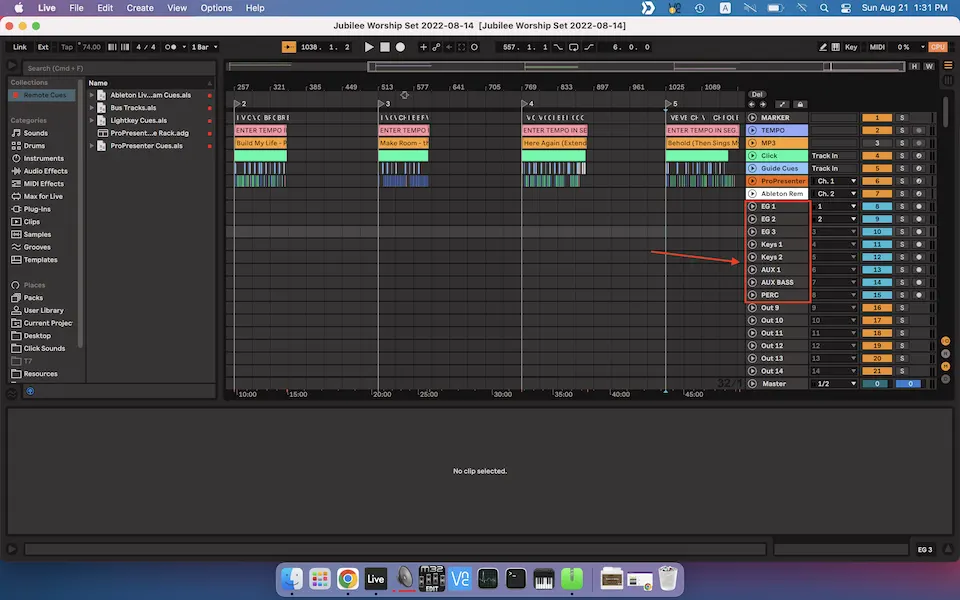 Live File Edit Create View Options Help A Sun Aug 21 1:31 PM
Jubilee Worship Set 2022-08-14 [Jubilee Worship Set 2022-08-14]
Link Ext Tap 74.00 4 / 4 1 Bar 1038 . 1 . 2 557 . 1 . 1 6 . 0 . 0 Key MIDI 0 % CPU
Search (Cmd + F)
H W
Collections
Remote Cues
Categories
Sounds
Drums
Instruments
Audio Effects
MIDI Effects
Max for Live
Plug-Ins
Clips
Samples
Grooves
Templates
Places
Packs
User Library
Current Projec
Desktop
Click Sounds
T7
Resources
Name
Ableton Liv...am Cues.als
Bus Tracks.als
Lightkey Cues.als
ProPresent...e Rack.adg
ProPresenter Cues.als
257 321 385 449 513 577 641 705 769 833 897 961 1025 1089
2 3 4 5
ENTER TEMPO I ENTER TEMPO I ENTER TEMPO IN SE ENTER TEMPO IN SEG
Build My Life - F Make Room - th Here Again (Extend Behold (Then Sings M
Del
MARKER 1 S
TEMPO 2 S
MP3 3 S
Click Track In 4 S
Guide Cues Track In 5 S
ProPresenter Ch. 1 6 S
Ableton Rem Ch. 2 7 S
EG 1 1 8 S
EG 2 2 9 S
EG 3 3 10 S
Keys 1 4 11 S
Keys 2 5 12 S
AUX 1 6 13 S
AUX BASS 7 14 S
PERC 8 15 S
Out 9 9 16 S
Out 10 10 17 S
Out 11 11 18 S
Out 12 12 19 S
Out 13 13 20 S
Out 14 14 21 S
Master 1/2 0 0
32/1
10:00 15:00 20:00 25:00 30:00 35:00 40:00 45:00
No clip selected.
EG 3
Live M32 EDIT